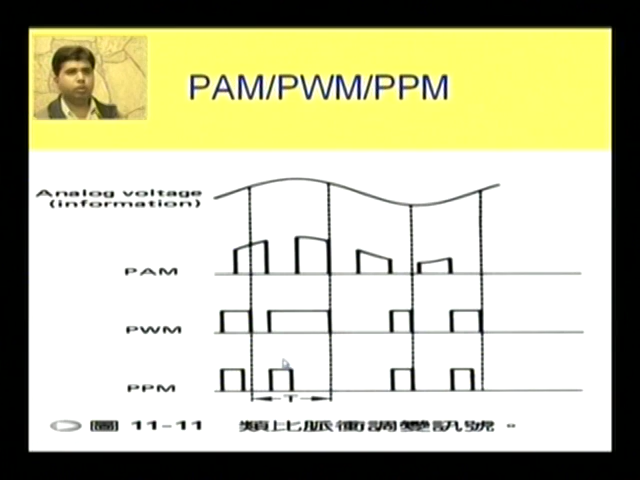 PAM/PWM/PPM
Analog voltage
(information)
PAM
PWM
PPM
T
圖 11-11 類比脈衝調變訊號。